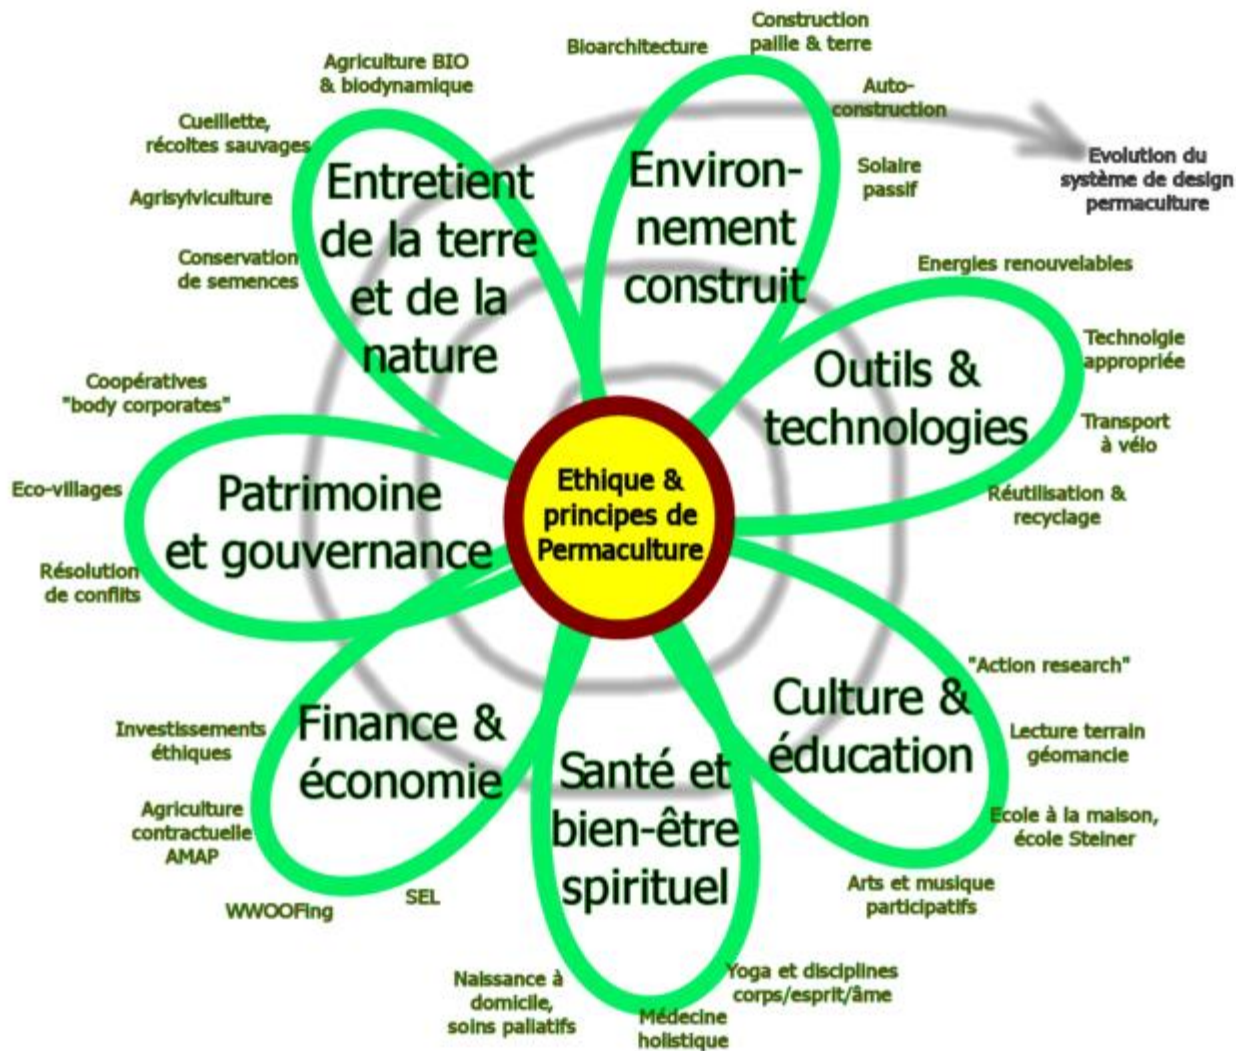 Construction
paille & terre
Bioarchitecture
Agriculture BIO
& biodynamique
Auto-
construction
Cueillette,
récoltes sauvages
Environ-
nement
construit
Evolution du
système de design
permaculture
Solaire
passif
Entretient
de la terre
et de la
nature
Agrisylviculture
Conservation
de semences
Energies renouvelables
Technolgie
appropriée
Outils &
technologies
Coopératives
"body corporates"
Transport
à vélo
Ethique &
principes de
Permaculture
Patrimoine
et gouvernance
Eco-villages
Réutilisation &
recyclage
Résolution
de conflits
"Action research"
Culture &
éducation
Finance &
économie
Investissements
éthiques
Lecture terrain
géomancie
Santé et
bien-être
spirituel
Agriculture
contractuelle
AMAP
Ecole à la maison,
école Steiner
Arts et musique
participatifs
SEL
WWOOFing
Yoga et disciplines
corps/esprit/âme
Naissance à
domicile,
soins paliatifs
Médecine
holistique